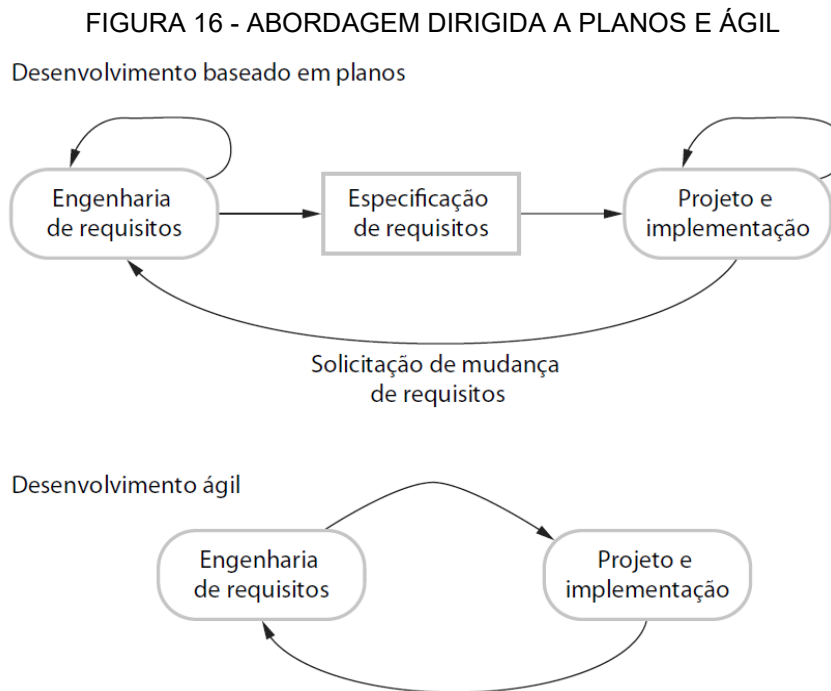 FIGURA 16 - ABORDAGEM DIRIGIDA A PLANOS E ÁGIL
Desenvolvimento baseado em planos
Engenharia
de requisitos
Especificação
de requisitos
Projeto e
implementação
Solicitação de mudança
de requisitos
Desenvolvimento ágil
Engenharia
de requisitos
Projeto e
implementação